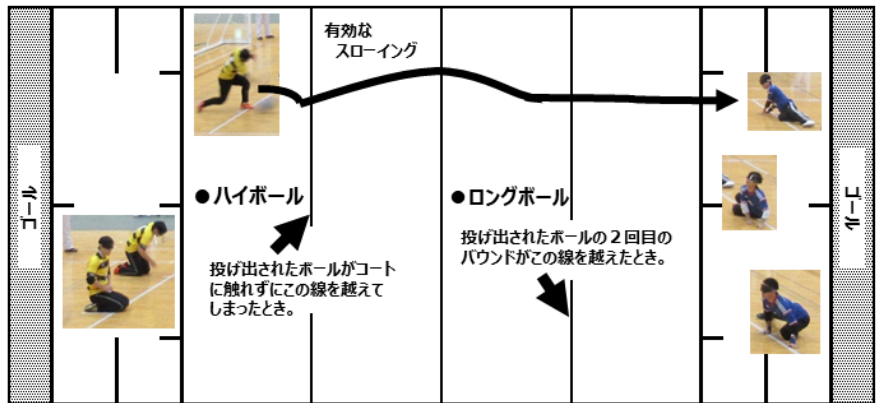 有効な
スローイング
ゴール
●ハイボール
投げ出されたボールがコート
に触れずにこの線を越えて
しまったとき。
●ロングボール
投げ出されたボールの２回目の
バウンドがこの線を越えたとき。
ゴール